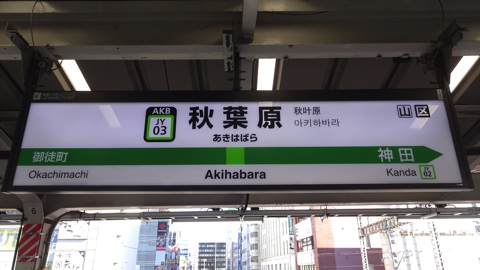 AKB
JY
03
秋葉原
あきはばら
秋叶原
아키하바라
山区
御徒町
神田
Okachimachi
Akihabara
Kanda
JY
02
6